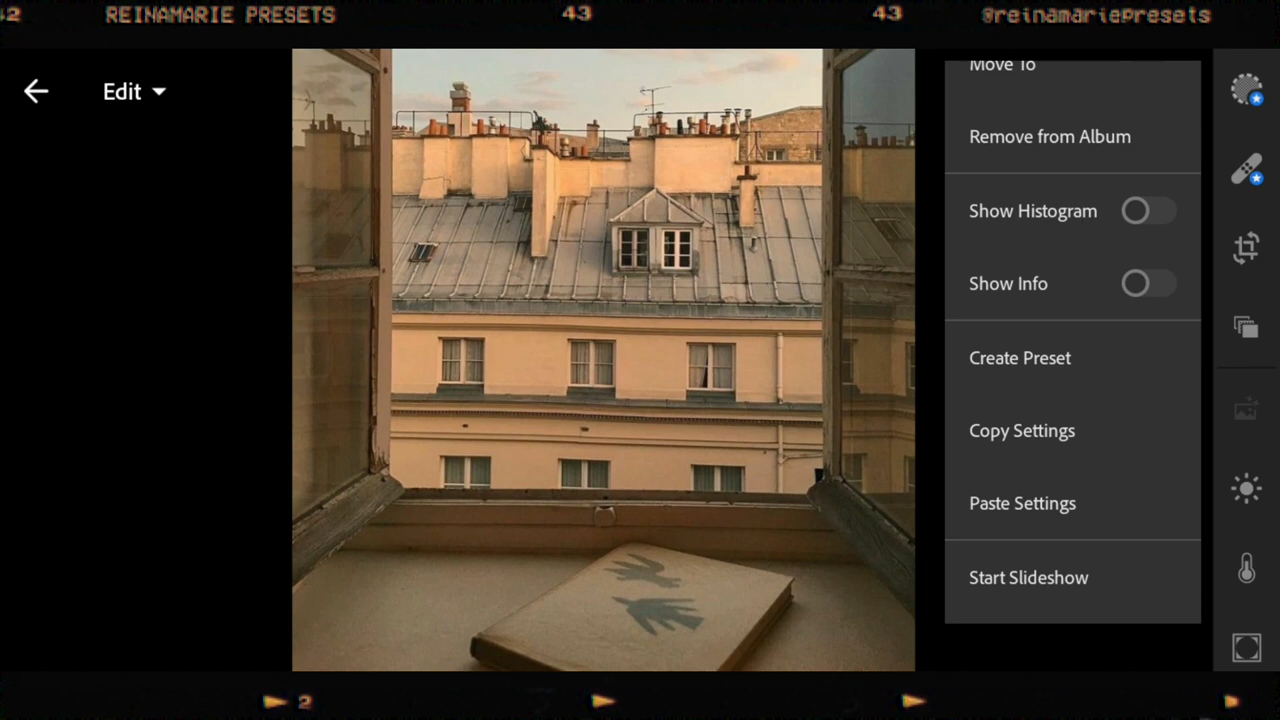 42 REINAMARIE PRESETS 43 43 @reinamariePresets
Edit
Move To
Remove from Album
Show Histogram
Show Info
Create Preset
Copy Settings
Paste Settings
Start Slideshow
2